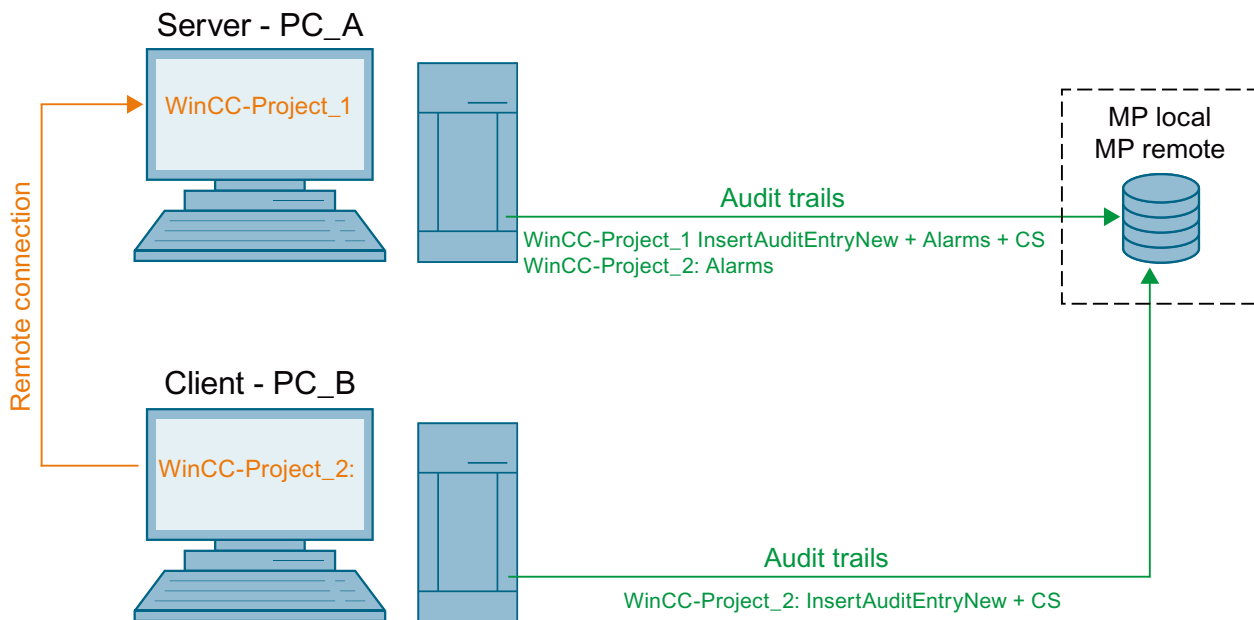 Server - PC_A
WinCC-Project_1
MP local
MP remote
Audit trails
WinCC-Project_1 InsertAuditEntryNew + Alarms + CS
WinCC-Project_2: Alarms
Remote connection
Client - PC_B
WinCC-Project_2:
Audit trails
WinCC-Project_2: InsertAuditEntryNew + CS